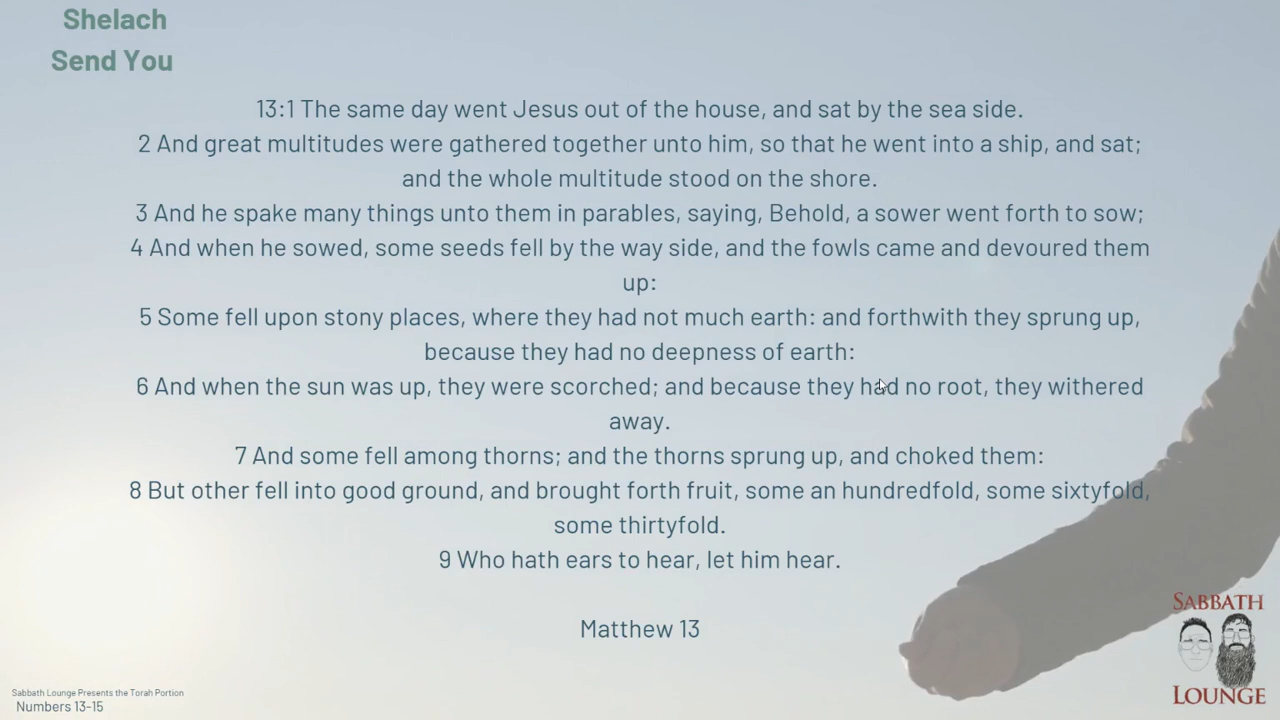 Shelach
Send You
13:1 The same day went Jesus out of the house, and sat by the sea side.
2 And great multitudes were gathered together unto him, so that he went into a ship, and sat;
and the whole multitude stood on the shore.
3 And he spake many things unto them in parables, saying, Behold, a sower went forth to sow;
4 And when he sowed, some seeds fell by the way side, and the fowls came and devoured them
up:
5 Some fell upon stony places, where they had not much earth: and forthwith they sprung up,
because they had no deepness of earth:
6 And when the sun was up, they were scorched; and because they had no root, they withered
away.
7 And some fell among thorns; and the thorns sprung up, and choked them:
8 But other fell into good ground, and brought forth fruit, some an hundredfold, some sixtyfold,
some thirtyfold.
9 Who hath ears to hear, let him hear.
Matthew 13
SABBATH
LOUNGE
Sabbath Lounge Presents the Torah Portion
Numbers 13-15